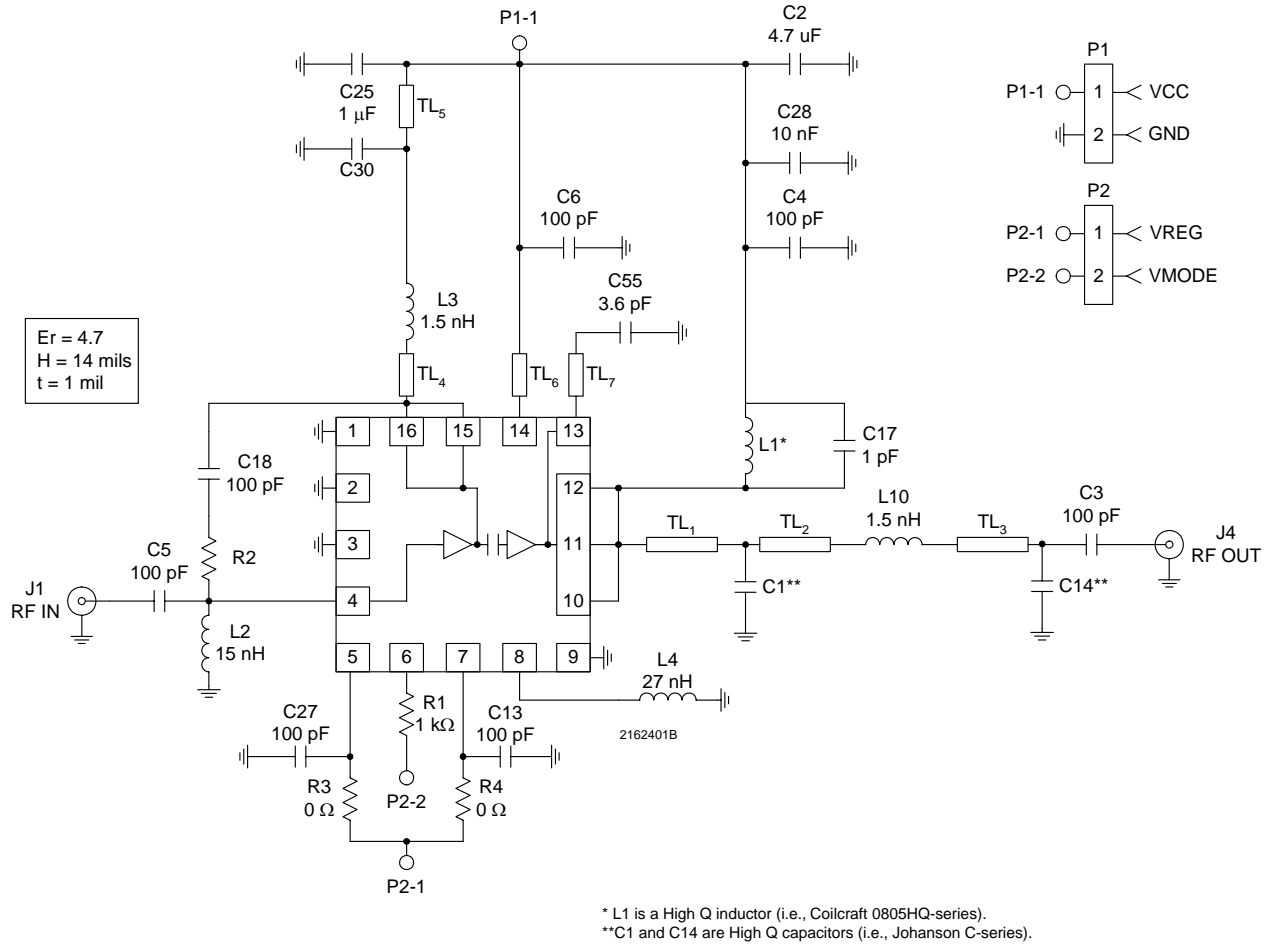 P1-1
C2
4.7 uF
P1
P1-1
1
VCC
2
GND
C25
1 µF
TL5
C28
10 nF
C30
C4
100 pF
C6
100 pF
P2
P2-1
1
VREG
P2-2
2
VMODE
C55
3.6 pF
L3
1.5 nH
Er = 4.7
H = 14 mils
t = 1 mil
TL4
TL6
TL7
1
16
15
14
13
L1*
C17
1 pF
C18
100 pF
2
12
L10
1.5 nH
C3
100 pF
3
11
TL1
TL2
TL3
J4
RF OUT
R2
C5
100 pF
J1
RF IN
4
10
C1**
C14**
L2
15 nH
5
6
7
8
9
L4
27 nH
R1
1 kΩ
C27
100 pF
C13
100 pF
2162401B
R3
0 Ω
P2-2
R4
0 Ω
P2-1
* L1 is a High Q inductor (i.e., Coilcraft 0805HQ-series).
**C1 and C14 are High Q capacitors (i.e., Johanson C-series).